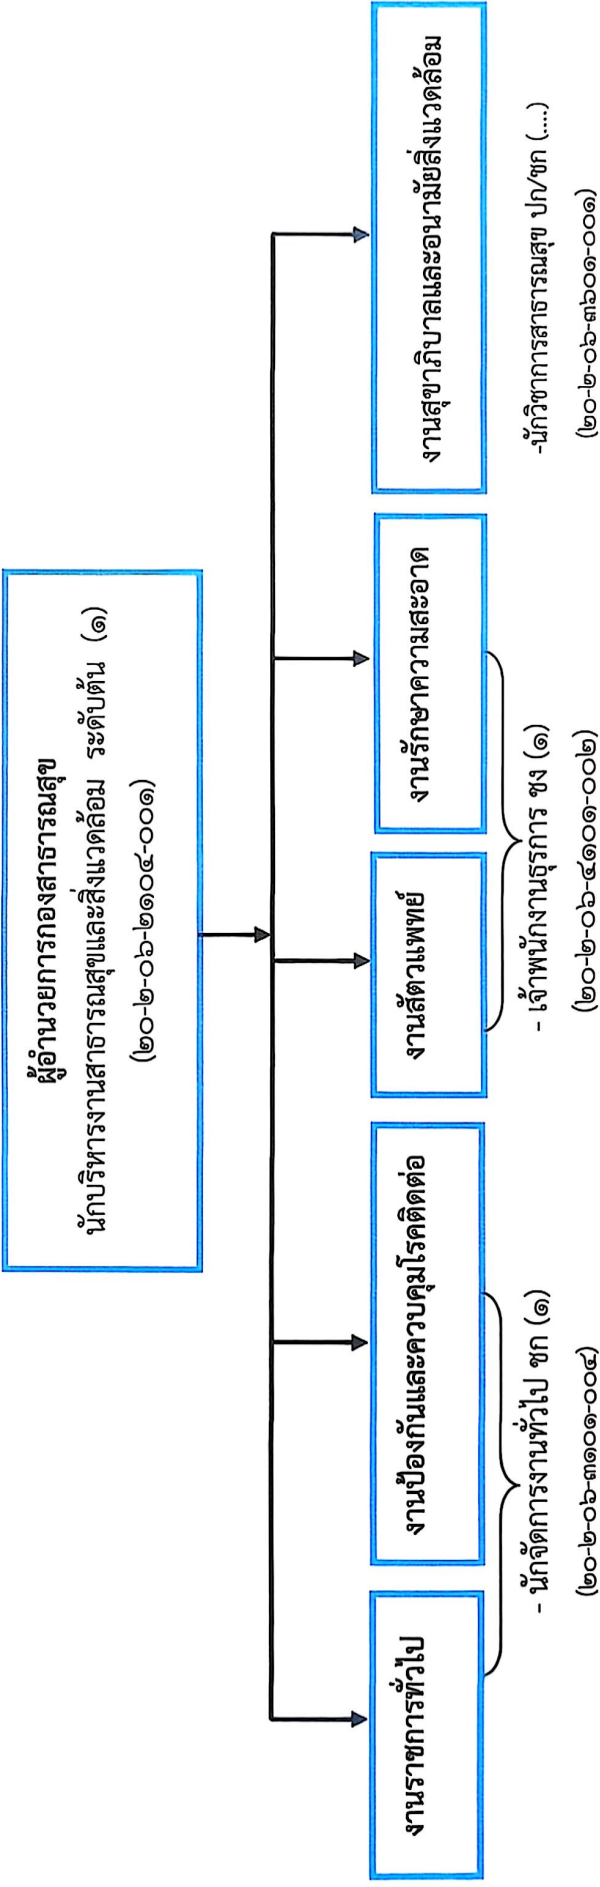 ผู้อำนวยการกองสาธารณสุข
นักบริหารงานสาธารณสุขและสิ่งแวดล้อม ระดับต้น (๑)
(๒๐-๒-๐๖-๒๑๐๔-๐๐๑)
งานราชการทั่วไป
งานป้องกันและควบคุมโรคติดต่อ
งานสัตวแพทย์
งานรักษาความสะอาด
งานสุขาภิบาลและอนามัยสิ่งแวดล้อม
- นักจัดการงานทั่วไป ชก (๑)
(๒๐-๒-๐๖-๓๑๐๑-๐๐๔)
- เจ้าพนักงานธุรการ ชง (๑)
(๒๐-๒-๐๖-๔๑๐๑-๐๐๒)
-นักวิชาการสาธารณสุข ปก/ชก (....)
(๒๐-๒-๐๖-๓๖๐๑-๐๐๑)